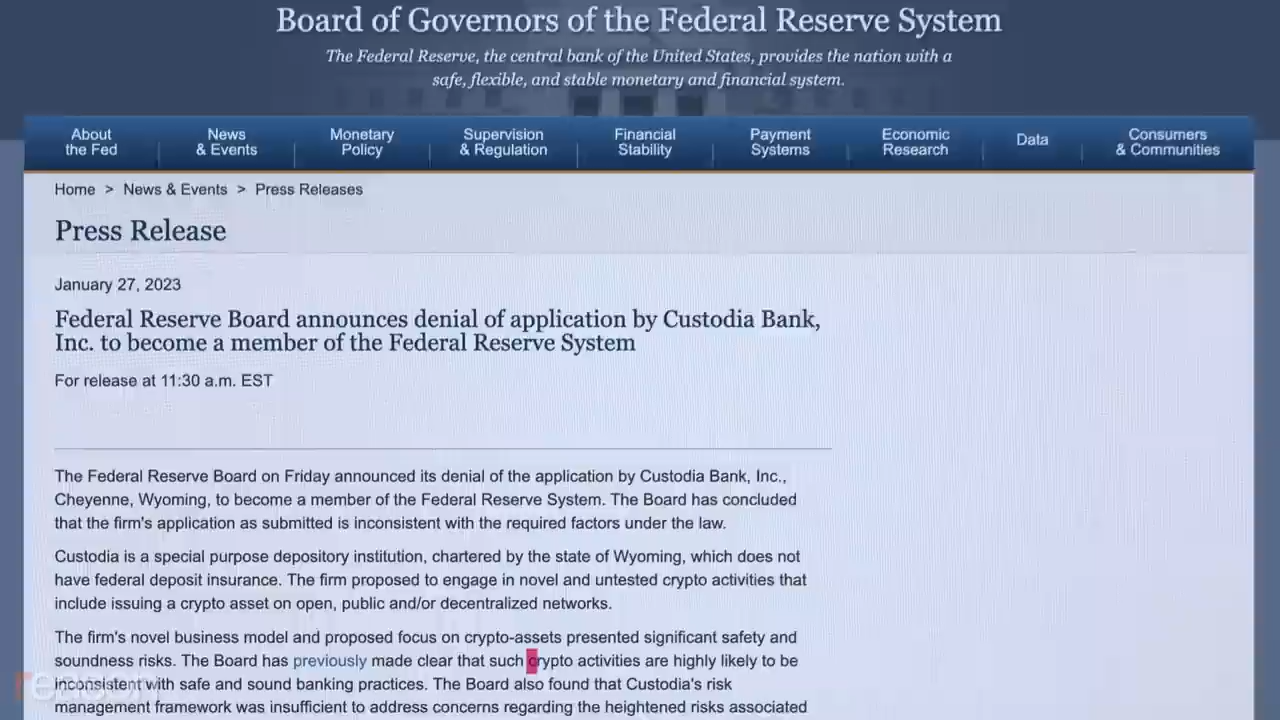 Board of Governors of the Federal Reserve System
The Federal Reserve, the central bank of the United States, provides the nation with a
safe, flexible, and stable monetary and financial system.
About
the Fed
News
& Events
Monetary
Policy
Supervision
& Regulation
Financial
Stability
Payment
Systems
Economic
Research
Data
Consumers
& Communities
Home > News & Events > Press Releases
Press Release
January 27, 2023
Federal Reserve Board announces denial of application by Custodia Bank,
Inc. to become a member of the Federal Reserve System
For release at 11:30 a.m. EST
The Federal Reserve Board on Friday announced its denial of the application by Custodia Bank, Inc.,
Cheyenne, Wyoming, to become a member of the Federal Reserve System. The Board has concluded
that the firm's application as submitted is inconsistent with the required factors under the law.
Custodia is a special purpose depository institution, chartered by the state of Wyoming, which does not
have federal deposit insurance. The firm proposed to engage in novel and untested crypto activities that
include issuing a crypto asset on open, public and/or decentralized networks.
The firm's novel business model and proposed focus on crypto-assets presented significant safety and
soundness risks. The Board has previously made clear that such crypto activities are highly likely to be
inconsistent with safe and sound banking practices. The Board also found that Custodia's risk
management framework was insufficient to address concerns regarding the heightened risks associated